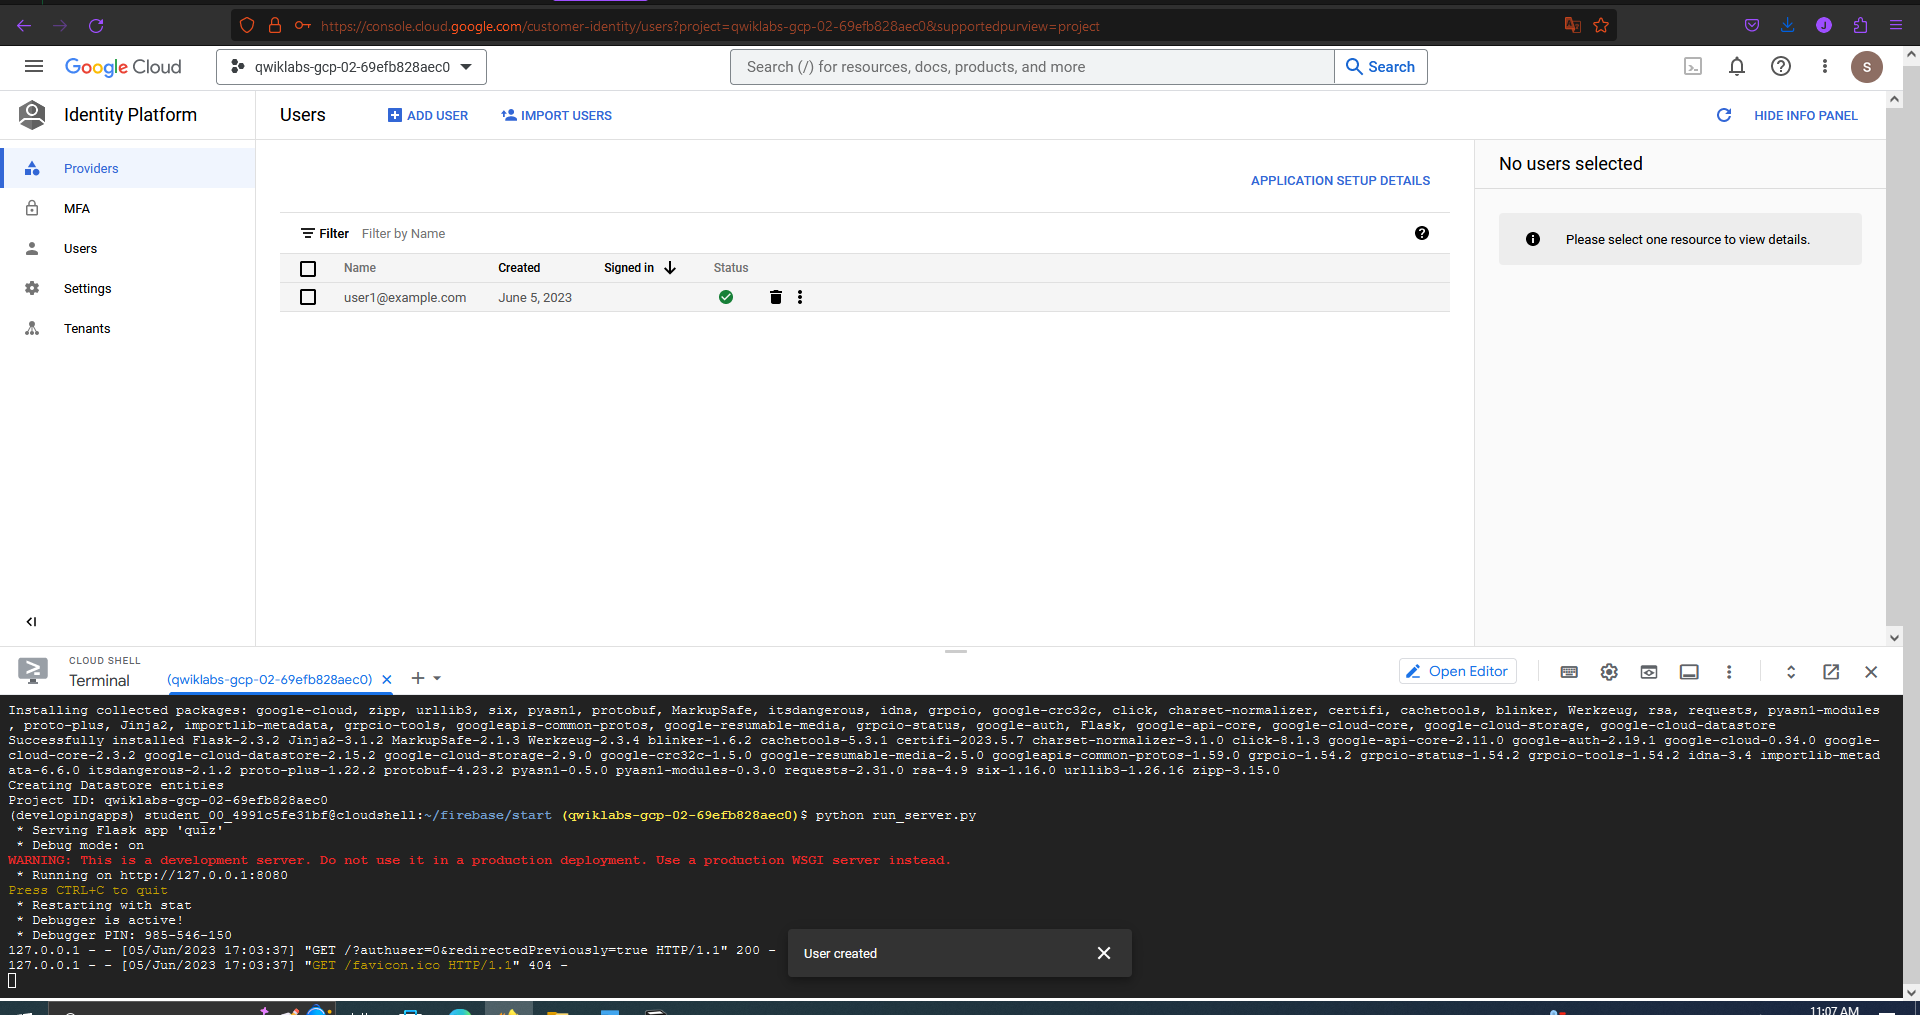 https://console.cloud.google.com/customer-identity/users?project=qwiklabs-gcp-02-69efb828aec0&supportedpurview=project
J
Google Cloud
qwiklabs-gcp-02-69efb828aec0
Search (/) for resources, docs, products, and more
Search
S
Identity Platform
Users
ADD USER
IMPORT USERS
HIDE INFO PANEL
Providers
MFA
Users
Settings
Tenants
APPLICATION SETUP DETAILS
Filter Filter by Name
Name Created Signed in Status
user1@example.com June 5, 2023
No users selected
Please select one resource to view details.
CLOUD SHELL
Terminal
(qwiklabs-gcp-02-69efb828aec0)
Open Editor
Installing collected packages: google-cloud, zipp, urllib3, six, pyasn1, protobuf, MarkupSafe, itsdangerous, idna, grpcio, google-crc32c, click, charset-normalizer, certifi, cachetools, blinker, Werkzeug, rsa, requests, pyasn1-modules
, proto-plus, Jinja2, importlib-metadata, grpcio-tools, googleapis-common-protos, google-resumable-media, grpcio-status, google-auth, Flask, google-api-core, google-cloud-core, google-cloud-storage, google-cloud-datastore
Successfully installed Flask-2.3.2 Jinja2-3.1.2 MarkupSafe-2.1.3 Werkzeug-2.3.4 blinker-1.6.2 cachetools-5.3.1 certifi-2023.5.7 charset-normalizer-3.1.0 click-8.1.3 google-api-core-2.11.0 google-auth-2.19.1 google-cloud-0.34.0 google-
cloud-core-2.3.2 google-cloud-datastore-2.15.2 google-cloud-storage-2.9.0 google-crc32c-1.5.0 google-resumable-media-2.5.0 googleapis-common-protos-1.59.0 grpcio-1.54.2 grpcio-status-1.54.2 grpcio-tools-1.54.2 idna-3.4 importlib-metad
ata-6.6.0 itsdangerous-2.1.2 proto-plus-1.22.2 protobuf-4.23.2 pyasn1-0.5.0 pyasn1-modules-0.3.0 requests-2.31.0 rsa-4.9 six-1.16.0 urllib3-1.26.16 zipp-3.15.0
Creating Datastore entities
Project ID: qwiklabs-gcp-02-69efb828aec0
(developingapps) student_00_4991c5fe31bf@cloudshell:~/firebase/start (qwiklabs-gcp-02-69efb828aec0)$ python run_server.py
* Serving Flask app 'quiz'
* Debug mode: on
WARNING: This is a development server. Do not use it in a production deployment. Use a production WSGI server instead.
* Running on http://127.0.0.1:8080
Press CTRL+C to quit
* Restarting with stat
* Debugger is active!
* Debugger PIN: 985-546-150
127.0.0.1 - - [05/Jun/2023 17:03:37] "GET /?authuser=0&redirectedPreviously=true HTTP/1.1" 200 -
127.0.0.1 - - [05/Jun/2023 17:03:37] "GET /favicon.ico HTTP/1.1" 404 -
User created
11:07 AM